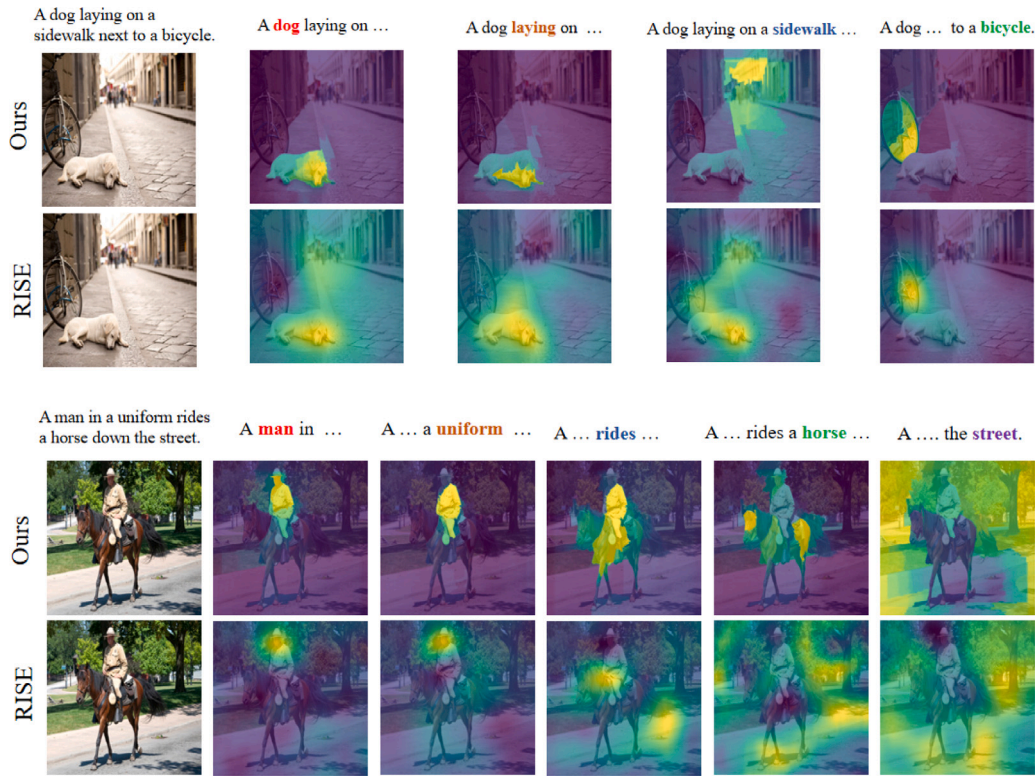 A dog laying on a
sidewalk next to a bicycle.
A dog laying on …
A dog laying on …
A dog laying on a sidewalk …
A dog … to a bicycle.
Ours
RISE
A man in a uniform rides
a horse down the street.
A man in …
A … a uniform …
A … rides …
A … rides a horse …
A …. the street.
Ours
RISE